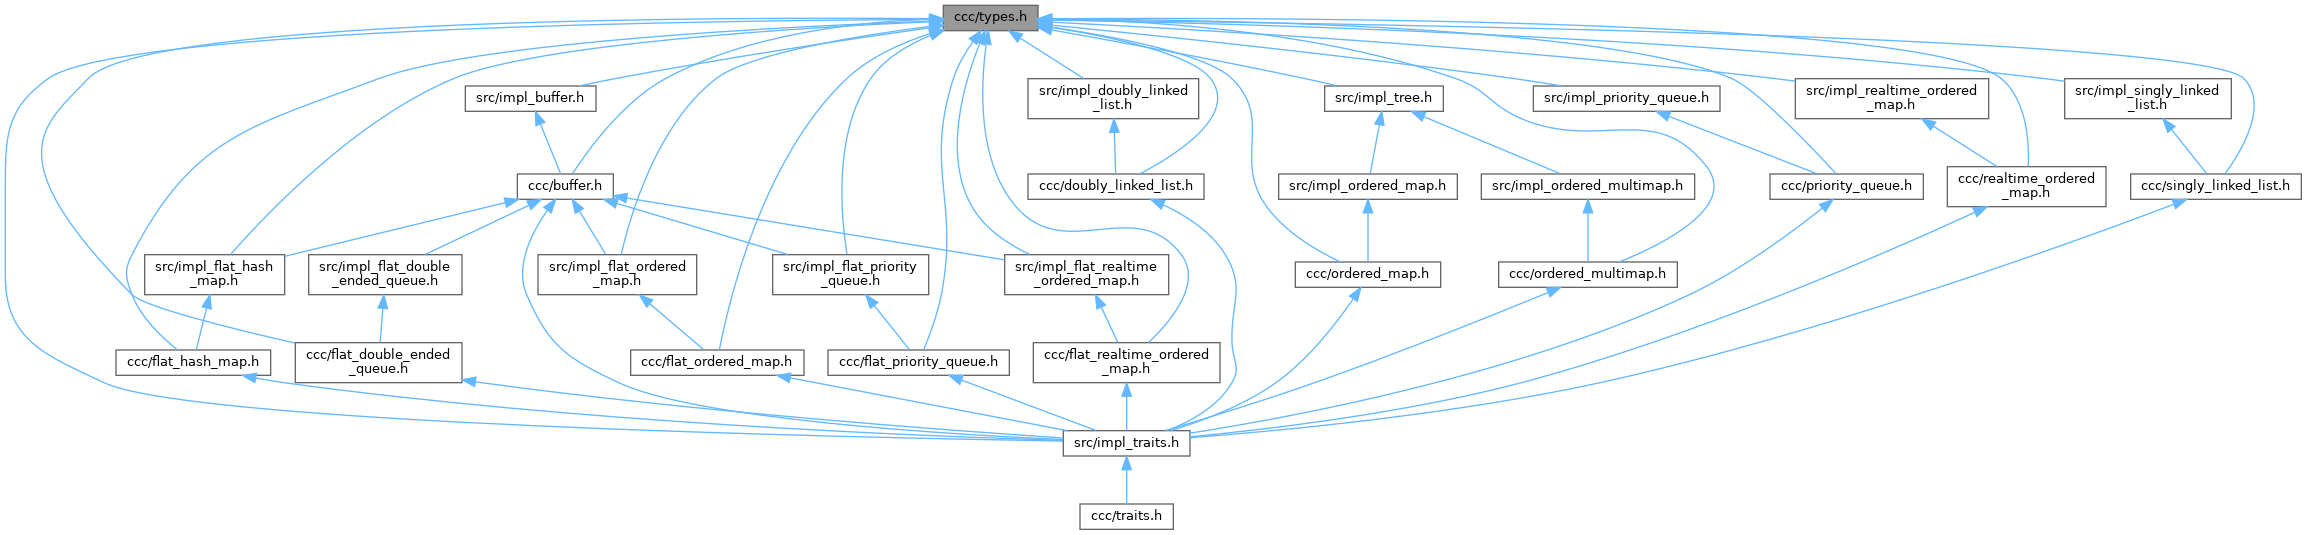 ccc/types.h
src/impl_buffer.h
src/impl_doubly_linked
_list.h
src/impl_tree.h
src/impl_priority_queue.h
src/impl_realtime_ordered
_map.h
src/impl_singly_linked
_list.h
ccc/buffer.h
ccc/doubly_linked_list.h
src/impl_ordered_map.h
src/impl_ordered_multimap.h
ccc/priority_queue.h
ccc/realtime_ordered
_map.h
ccc/singly_linked_list.h
src/impl_flat_hash
_map.h
src/impl_flat_double
_ended_queue.h
src/impl_flat_ordered
_map.h
src/impl_flat_priority
_queue.h
src/impl_flat_realtime
_ordered_map.h
ccc/ordered_map.h
ccc/ordered_multimap.h
ccc/flat_hash_map.h
ccc/flat_double_ended
_queue.h
ccc/flat_ordered_map.h
ccc/flat_priority_queue.h
ccc/flat_realtime_ordered
_map.h
src/impl_traits.h
ccc/traits.h